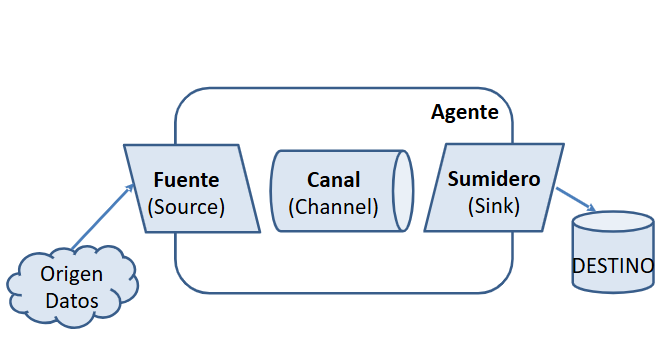 Agente
Fuente
(Source)
Canal
(Channel)
Sumidero
(Sink)
Origen
Datos
DESTINO